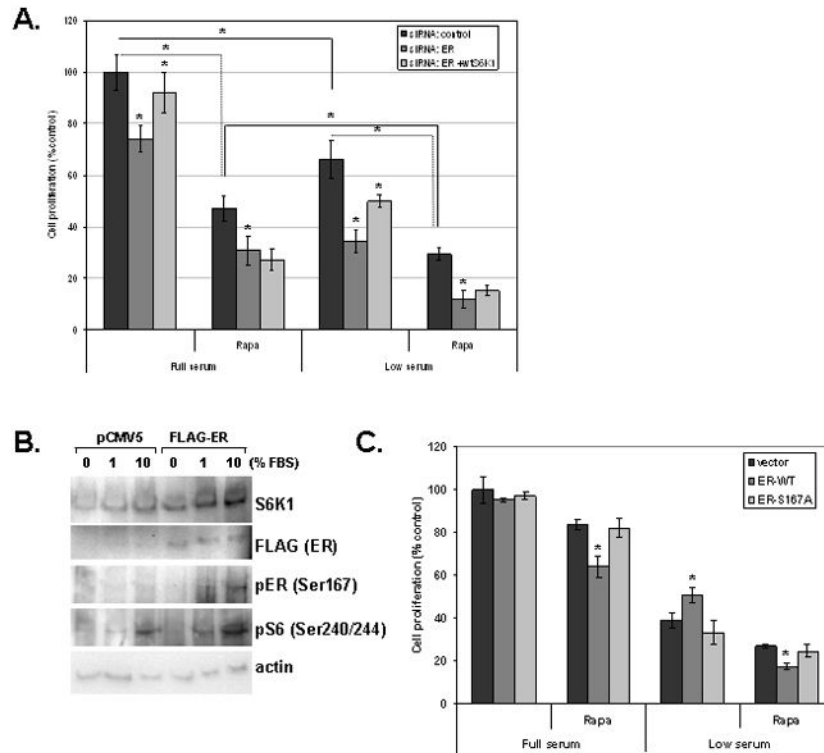 A.
120
100
80
60
40
20
0
Cell proliferation (% control)
siRNA: control
siRNA: ER
siRNA: ER +wtS6K1
* * * * * * * * * *
Rapa Rapa
Full serum Low serum
B.
pCMV5 FLAG-ER
0 1 10 0 1 10 (% FBS)
S6K1
FLAG (ER)
pER (Ser167)
pS6 (Ser240/244)
actin
C.
120
100
80
60
40
20
0
Cell proliferation (% control)
vector
ER-WT
ER-S167A
* * *
Rapa Rapa
Full serum Low serum